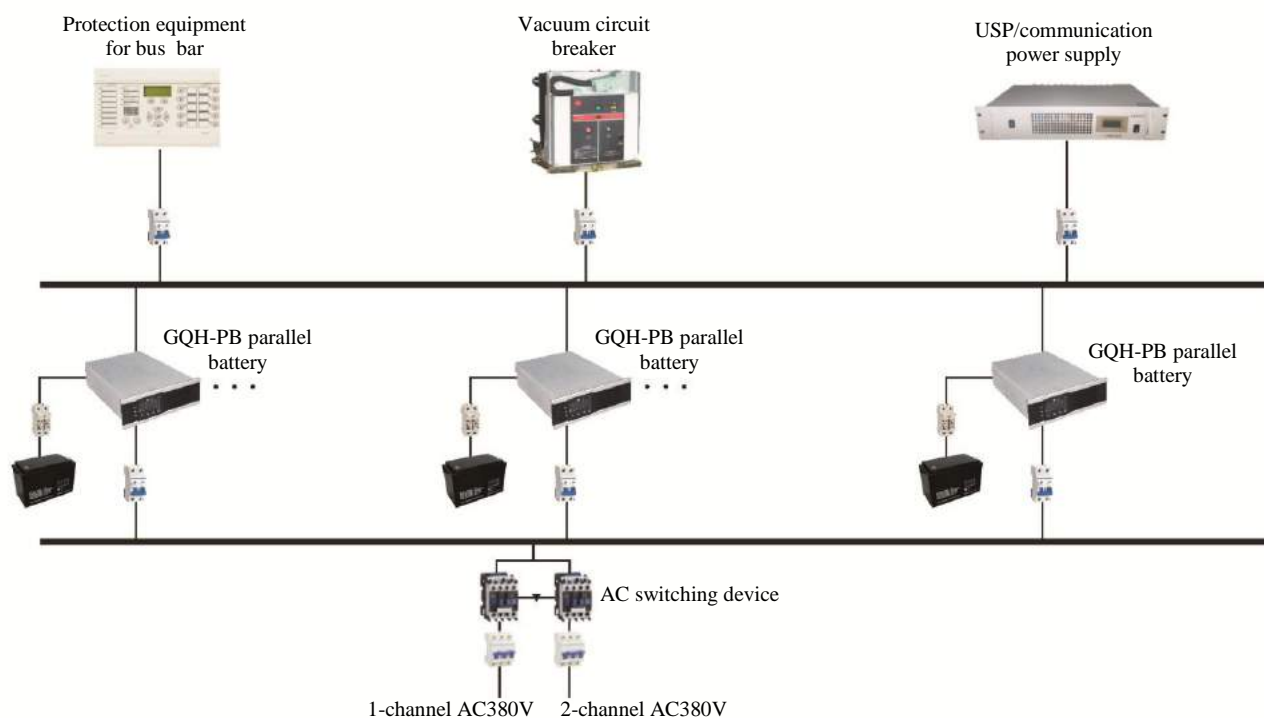 Protection equipment
for bus bar
Vacuum circuit
breaker
USP/communication
power supply
GQH-PB parallel
battery
GQH-PB parallel
battery
GQH-PB parallel
battery
AC switching device
1-channel AC380V
2-channel AC380V